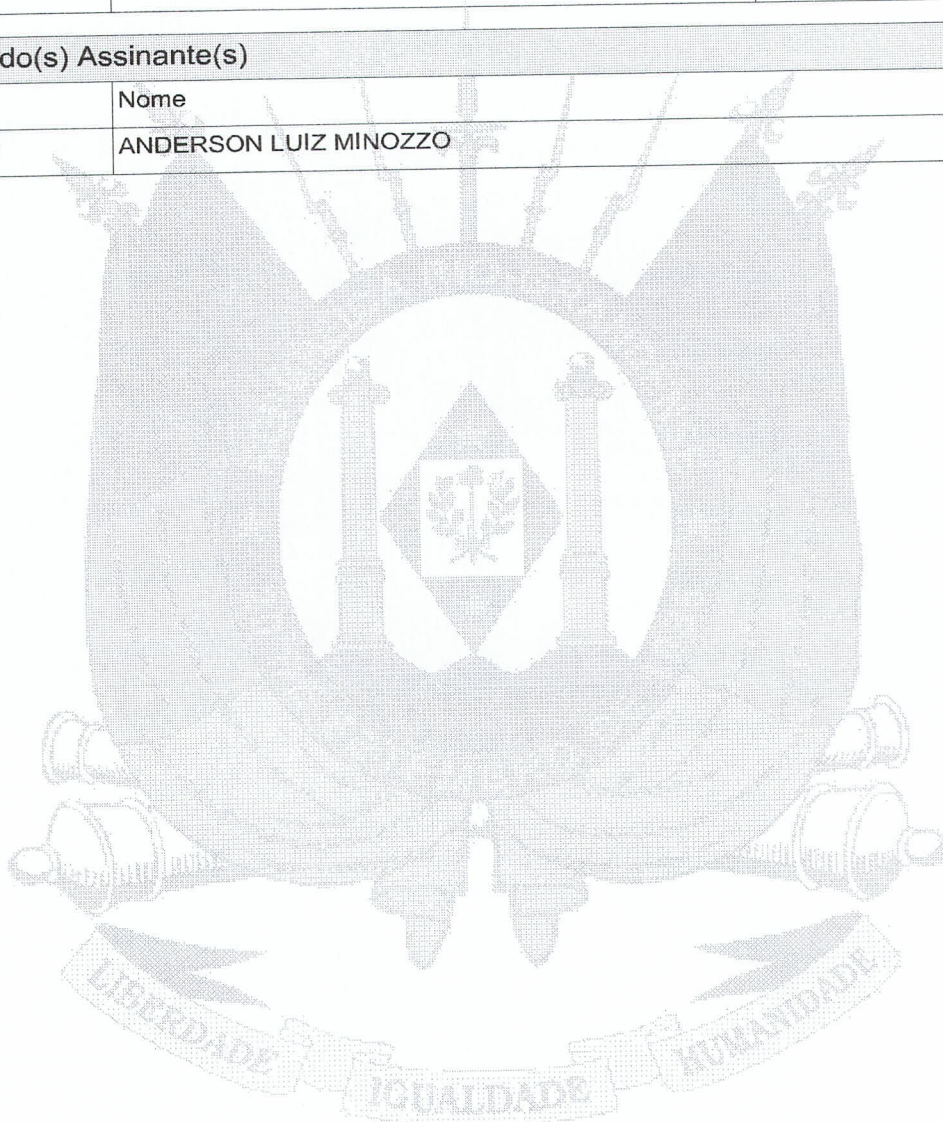 do(s) Assinante(s)
Nome
ANDERSON LUIZ MINOZZO
LIBERDADE
IGUALDADE
HUMANIDADE